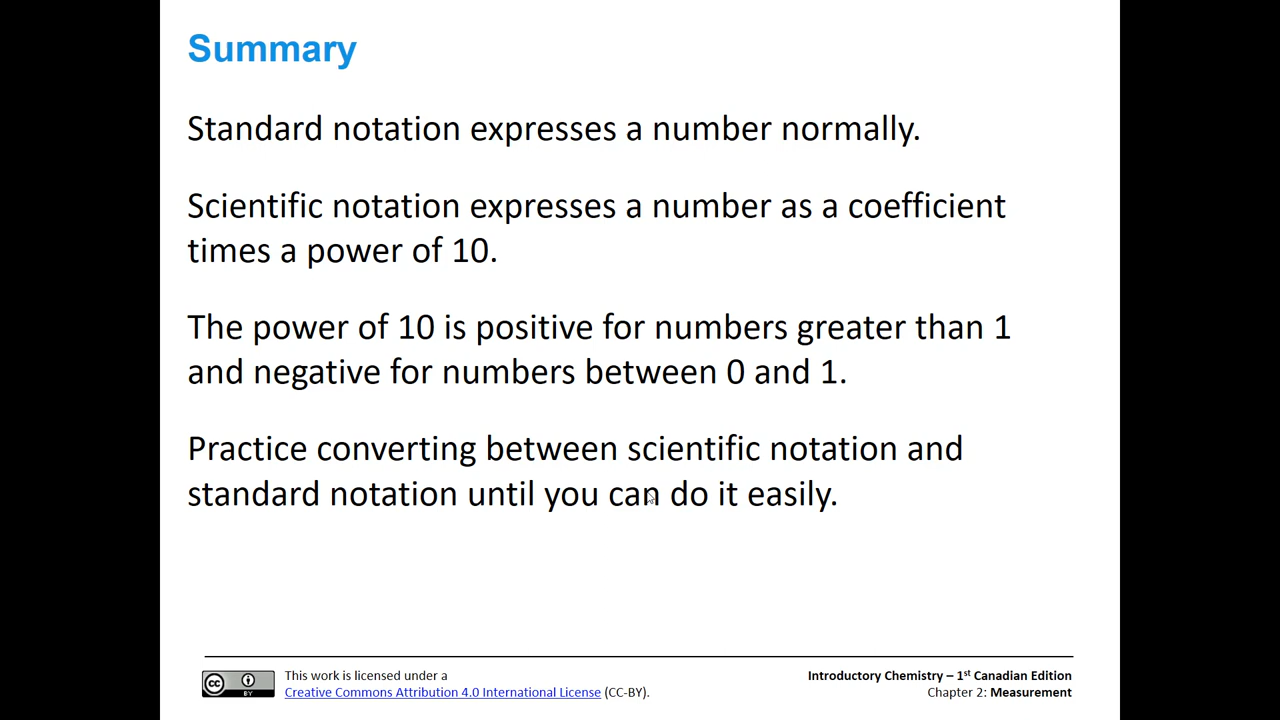 Summary
Standard notation expresses a number normally.
Scientific notation expresses a number as a coefficient
times a power of 10.
The power of 10 is positive for numbers greater than 1
and negative for numbers between 0 and 1.
Practice converting between scientific notation and
standard notation until you can do it easily.
cc BY
This work is licensed under a
Creative Commons Attribution 4.0 International License (CC-BY).
Introductory Chemistry – 1st Canadian Edition
Chapter 2: Measurement